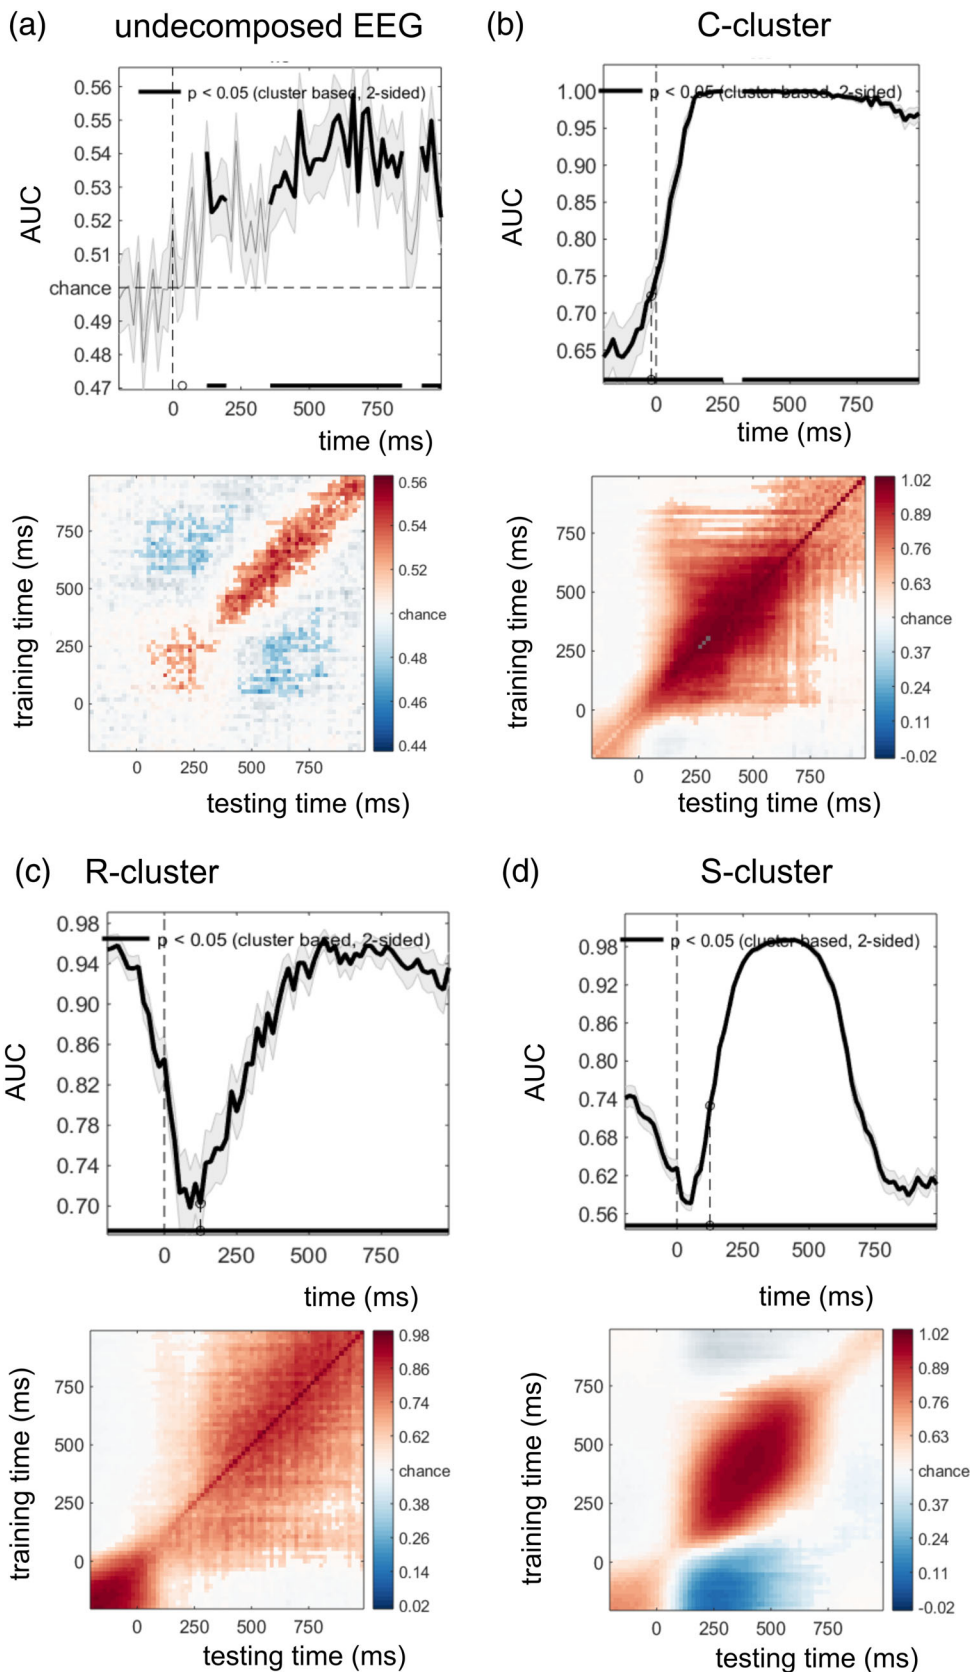 (a) undecomposed EEG
p < 0.05 (cluster based, 2-sided)
0.56
0.55
0.54
0.53
0.52
0.51
chance
0.49
0.48
0.47
AUC
0 250 500 750
time (ms)
0.56
0.54
0.52
chance
0.48
0.46
0.44
750
500
250
0
training time (ms)
0 250 500 750
testing time (ms)
(b) C-cluster
p < 0.05 (cluster based, 2-sided)
1.00
0.95
0.90
0.85
0.80
0.75
0.70
0.65
AUC
0 250 500 750
time (ms)
1.02
0.89
0.76
0.63
chance
0.37
0.24
0.11
-0.02
750
500
250
0
training time (ms)
0 250 500 750
testing time (ms)
(c) R-cluster
p < 0.05 (cluster based, 2-sided)
0.98
0.94
0.90
0.86
0.82
0.78
0.74
0.70
AUC
0 250 500 750
time (ms)
0.98
0.86
0.74
0.62
chance
0.38
0.26
0.14
0.02
750
500
250
0
training time (ms)
0 250 500 750
testing time (ms)
(d) S-cluster
p < 0.05 (cluster based, 2-sided)
0.98
0.92
0.86
0.80
0.74
0.68
0.62
0.56
AUC
0 250 500 750
time (ms)
1.02
0.89
0.76
0.63
chance
0.37
0.24
0.11
-0.02
750
500
250
0
training time (ms)
0 250 500 750
testing time (ms)